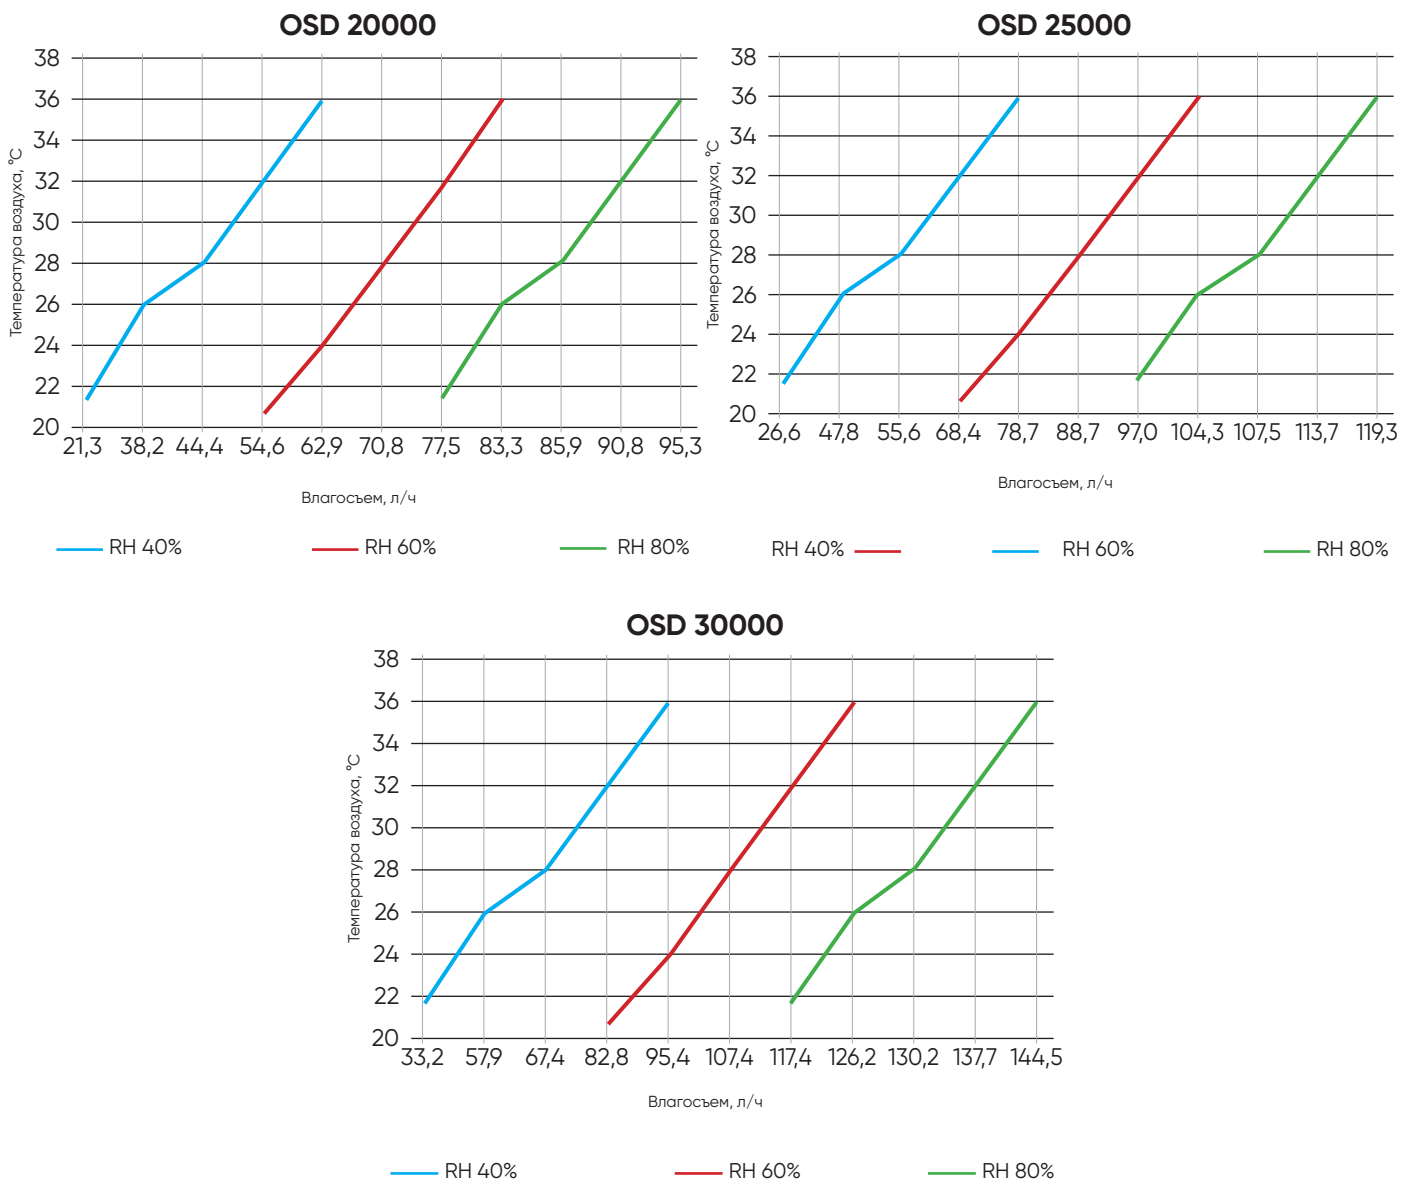 OSD 20000
38
36
34
32
30
28
26
24
22
20
Температура воздуха, °C
21,3 38,2 44,4 54,6 62,9 70,8 77,5 83,3 85,9 90,8 95,3
Влагосъем, л/ч
RH 40% RH 60% RH 80%
OSD 25000
38
36
34
32
30
28
26
24
22
20
Температура воздуха, °C
26,6 47,8 55,6 68,4 78,7 88,7 97,0 104,3 107,5 113,7 119,3
Влагосъем, л/ч
RH 40% RH 60% RH 80%
OSD 30000
38
36
34
32
30
28
26
24
22
20
Температура воздуха, °C
33,2 57,9 67,4 82,8 95,4 107,4 117,4 126,2 130,2 137,7 144,5
Влагосъем, л/ч
RH 40% RH 60% RH 80%